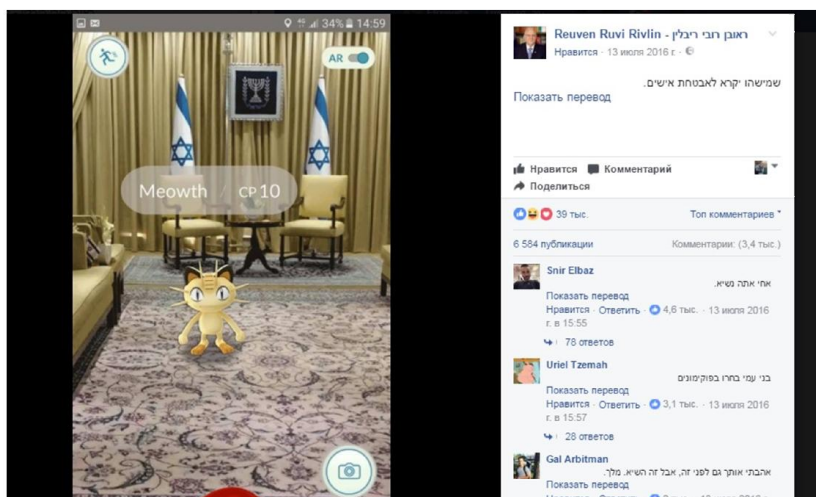 34% 14:59
AR
Meowth / CP10
Reuven Ruvi Rivlin - ראובן רובי ריבלין
Нравится · 13 июля 2016 г. ·
שמישהו יקרא לאבטחת אישים.
Показать перевод
Нравится Комментарий
Поделиться
39 тыс. Топ комментариев
6 584 публикации Комментарии: (3,4 тыс.)
Snir Elbaz
אחי אתה נשיא.
Показать перевод
Нравится · Ответить · 4,6 тыс. · 13 июля 2016
г. в 15:55
78 ответов
Uriel Tzemah
בני עמי בחרו בפוקימונים
Показать перевод
Нравится · Ответить · 3,1 тыс. · 13 июля 2016
г. в 15:57
28 ответов
Gal Arbitman
אהבתי אותך גם לפני זה, אבל זה השיא. מלך.
Показать перевод